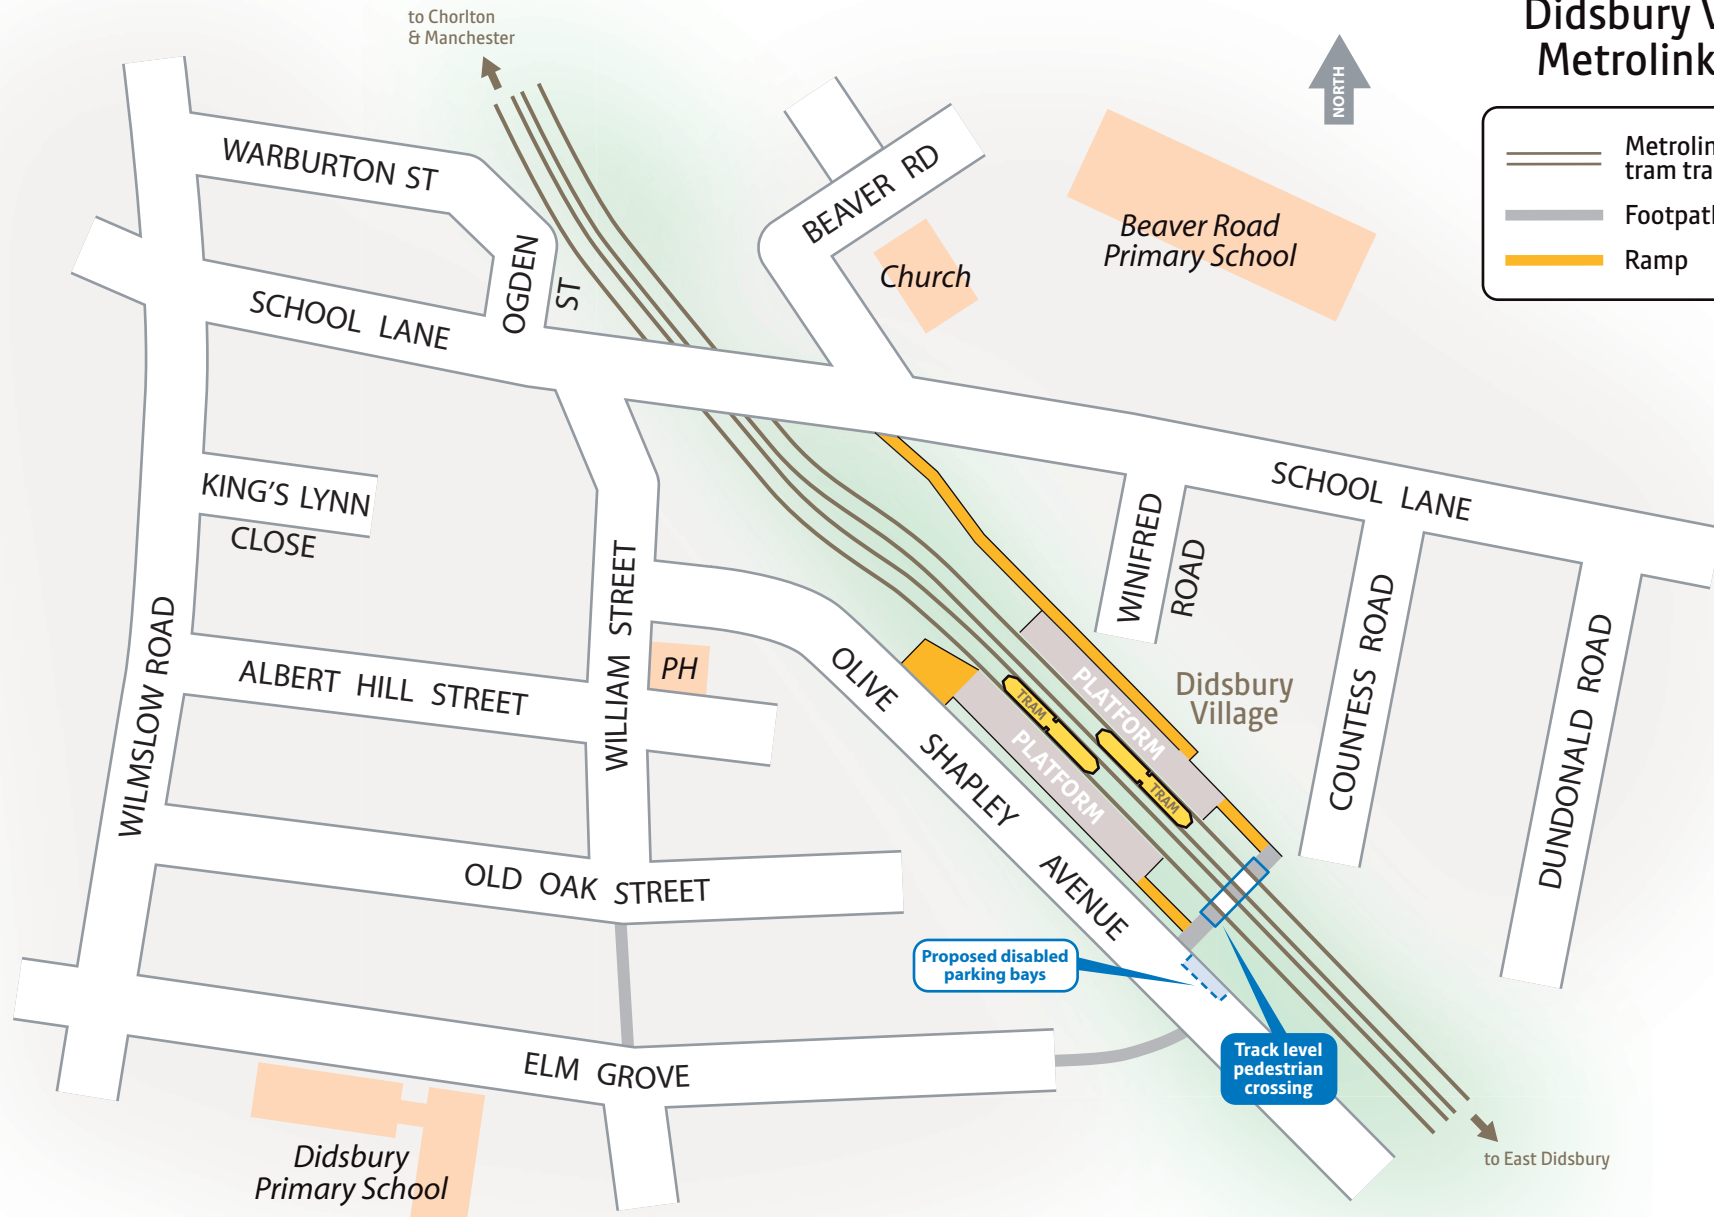 to Chorlton
& Manchester
Didsbury V
Metrolink
NORTH
Metrolin
tram tra
Footpath
Ramp
WARBURTON ST
OGDEN
ST
BEAVER RD
Church
Beaver Road
Primary School
SCHOOL LANE
SCHOOL LANE
KING'S LYNN
CLOSE
WINIFRED
ROAD
COUNTESS ROAD
DUNDONALD ROAD
WILMSLOW ROAD
WILLIAM STREET
PH
ALBERT HILL STREET
OLIVE
SHAPLEY
AVENUE
PLATFORM
PLATFORM
TRAM
TRAM
Didsbury
Village
OLD OAK STREET
Proposed disabled
parking bays
Track level
pedestrian
crossing
ELM GROVE
Didsbury
Primary School
to East Didsbury